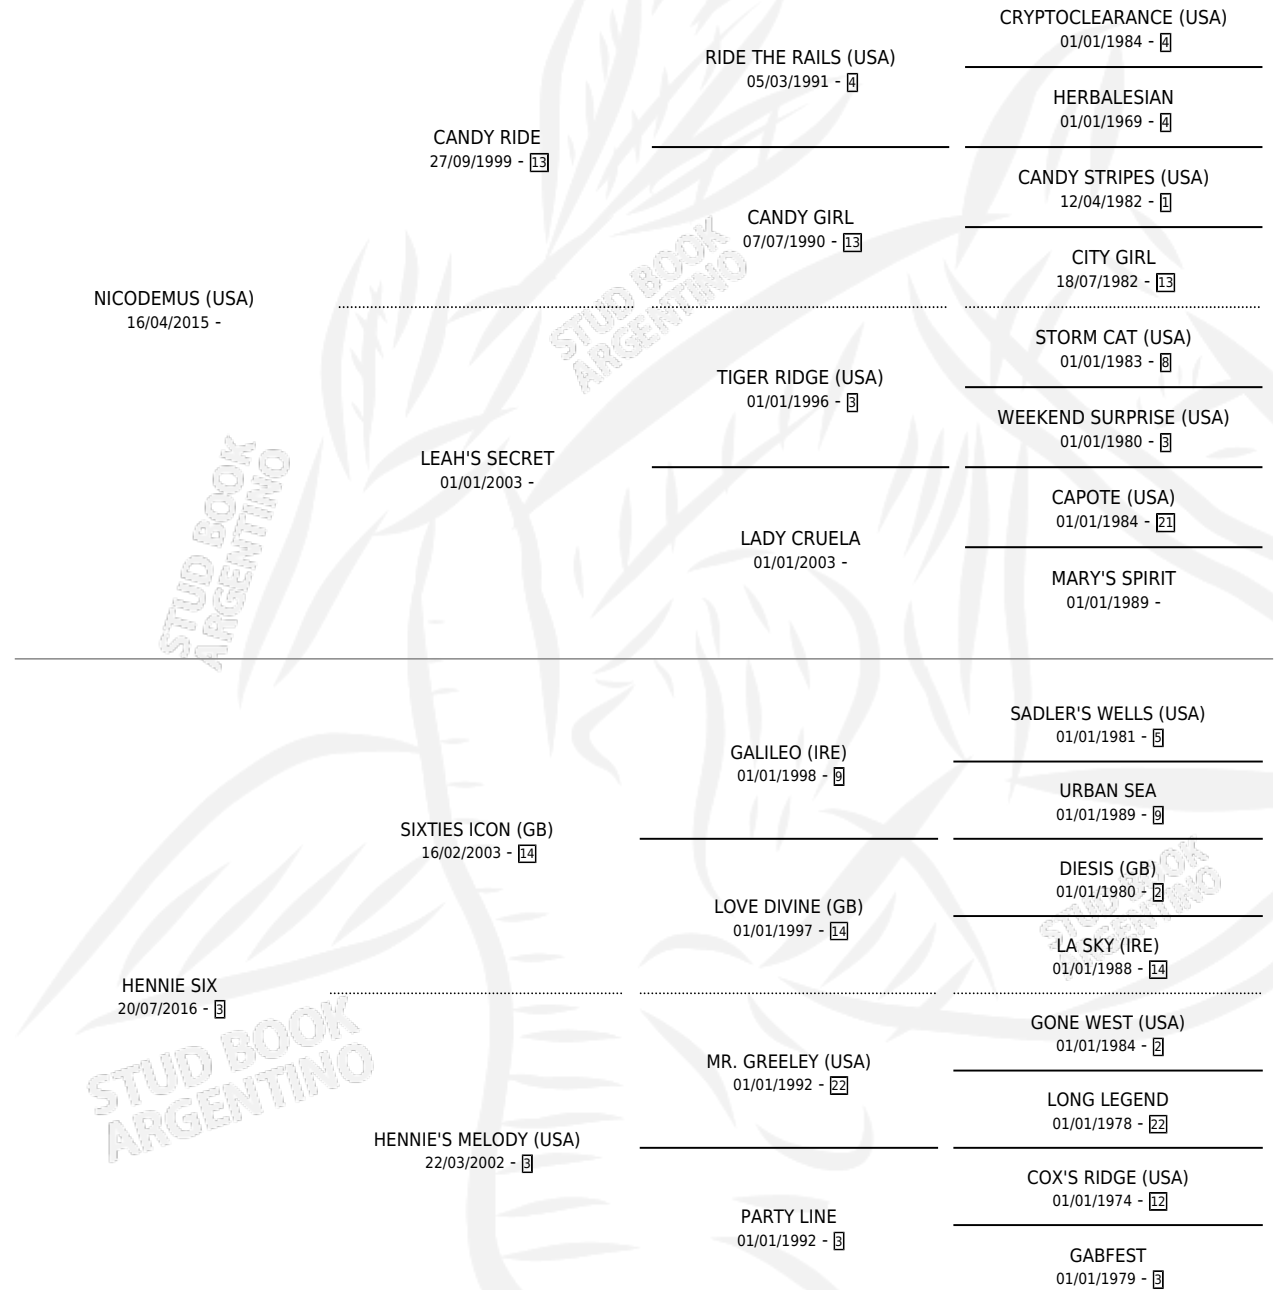 CRYPTOCLEARANCE (USA)
01/01/1984 - 4
RIDE THE RAILS (USA)
05/03/1991 - 4
HERBALESIAN
01/01/1969 - 4
CANDY RIDE
27/09/1999 - 13
CANDY STRIPES (USA)
12/04/1982 - 1
CANDY GIRL
07/07/1990 - 13
CITY GIRL
18/07/1982 - 13
NICODEMUS (USA)
16/04/2015 -
STORM CAT (USA)
01/01/1983 - 8
TIGER RIDGE (USA)
01/01/1996 - 3
WEEKEND SURPRISE (USA)
01/01/1980 - 3
LEAH'S SECRET
01/01/2003 -
CAPOTE (USA)
01/01/1984 - 21
LADY CRUELA
01/01/2003 -
MARY'S SPIRIT
01/01/1989 -
STUD BOOK
ARGENTINO
STUD BOOK
ARGENTINO
SADLER'S WELLS (USA)
01/01/1981 - 5
GALILEO (IRE)
01/01/1998 - 9
URBAN SEA
01/01/1989 - 9
SIXTIES ICON (GB)
16/02/2003 - 14
DIESIS (GB)
01/01/1980 - 2
LOVE DIVINE (GB)
01/01/1997 - 14
LA SKY (IRE)
01/01/1988 - 14
HENNIE SIX
20/07/2016 - 3
GONE WEST (USA)
01/01/1984 - 2
MR. GREELEY (USA)
01/01/1992 - 22
LONG LEGEND
01/01/1978 - 22
HENNIE'S MELODY (USA)
22/03/2002 - 3
COX'S RIDGE (USA)
01/01/1974 - 12
PARTY LINE
01/01/1992 - 3
GABFEST
01/01/1979 - 3
STUD BOOK
ARGENTINO
STUD BOOK
ARGENTINO